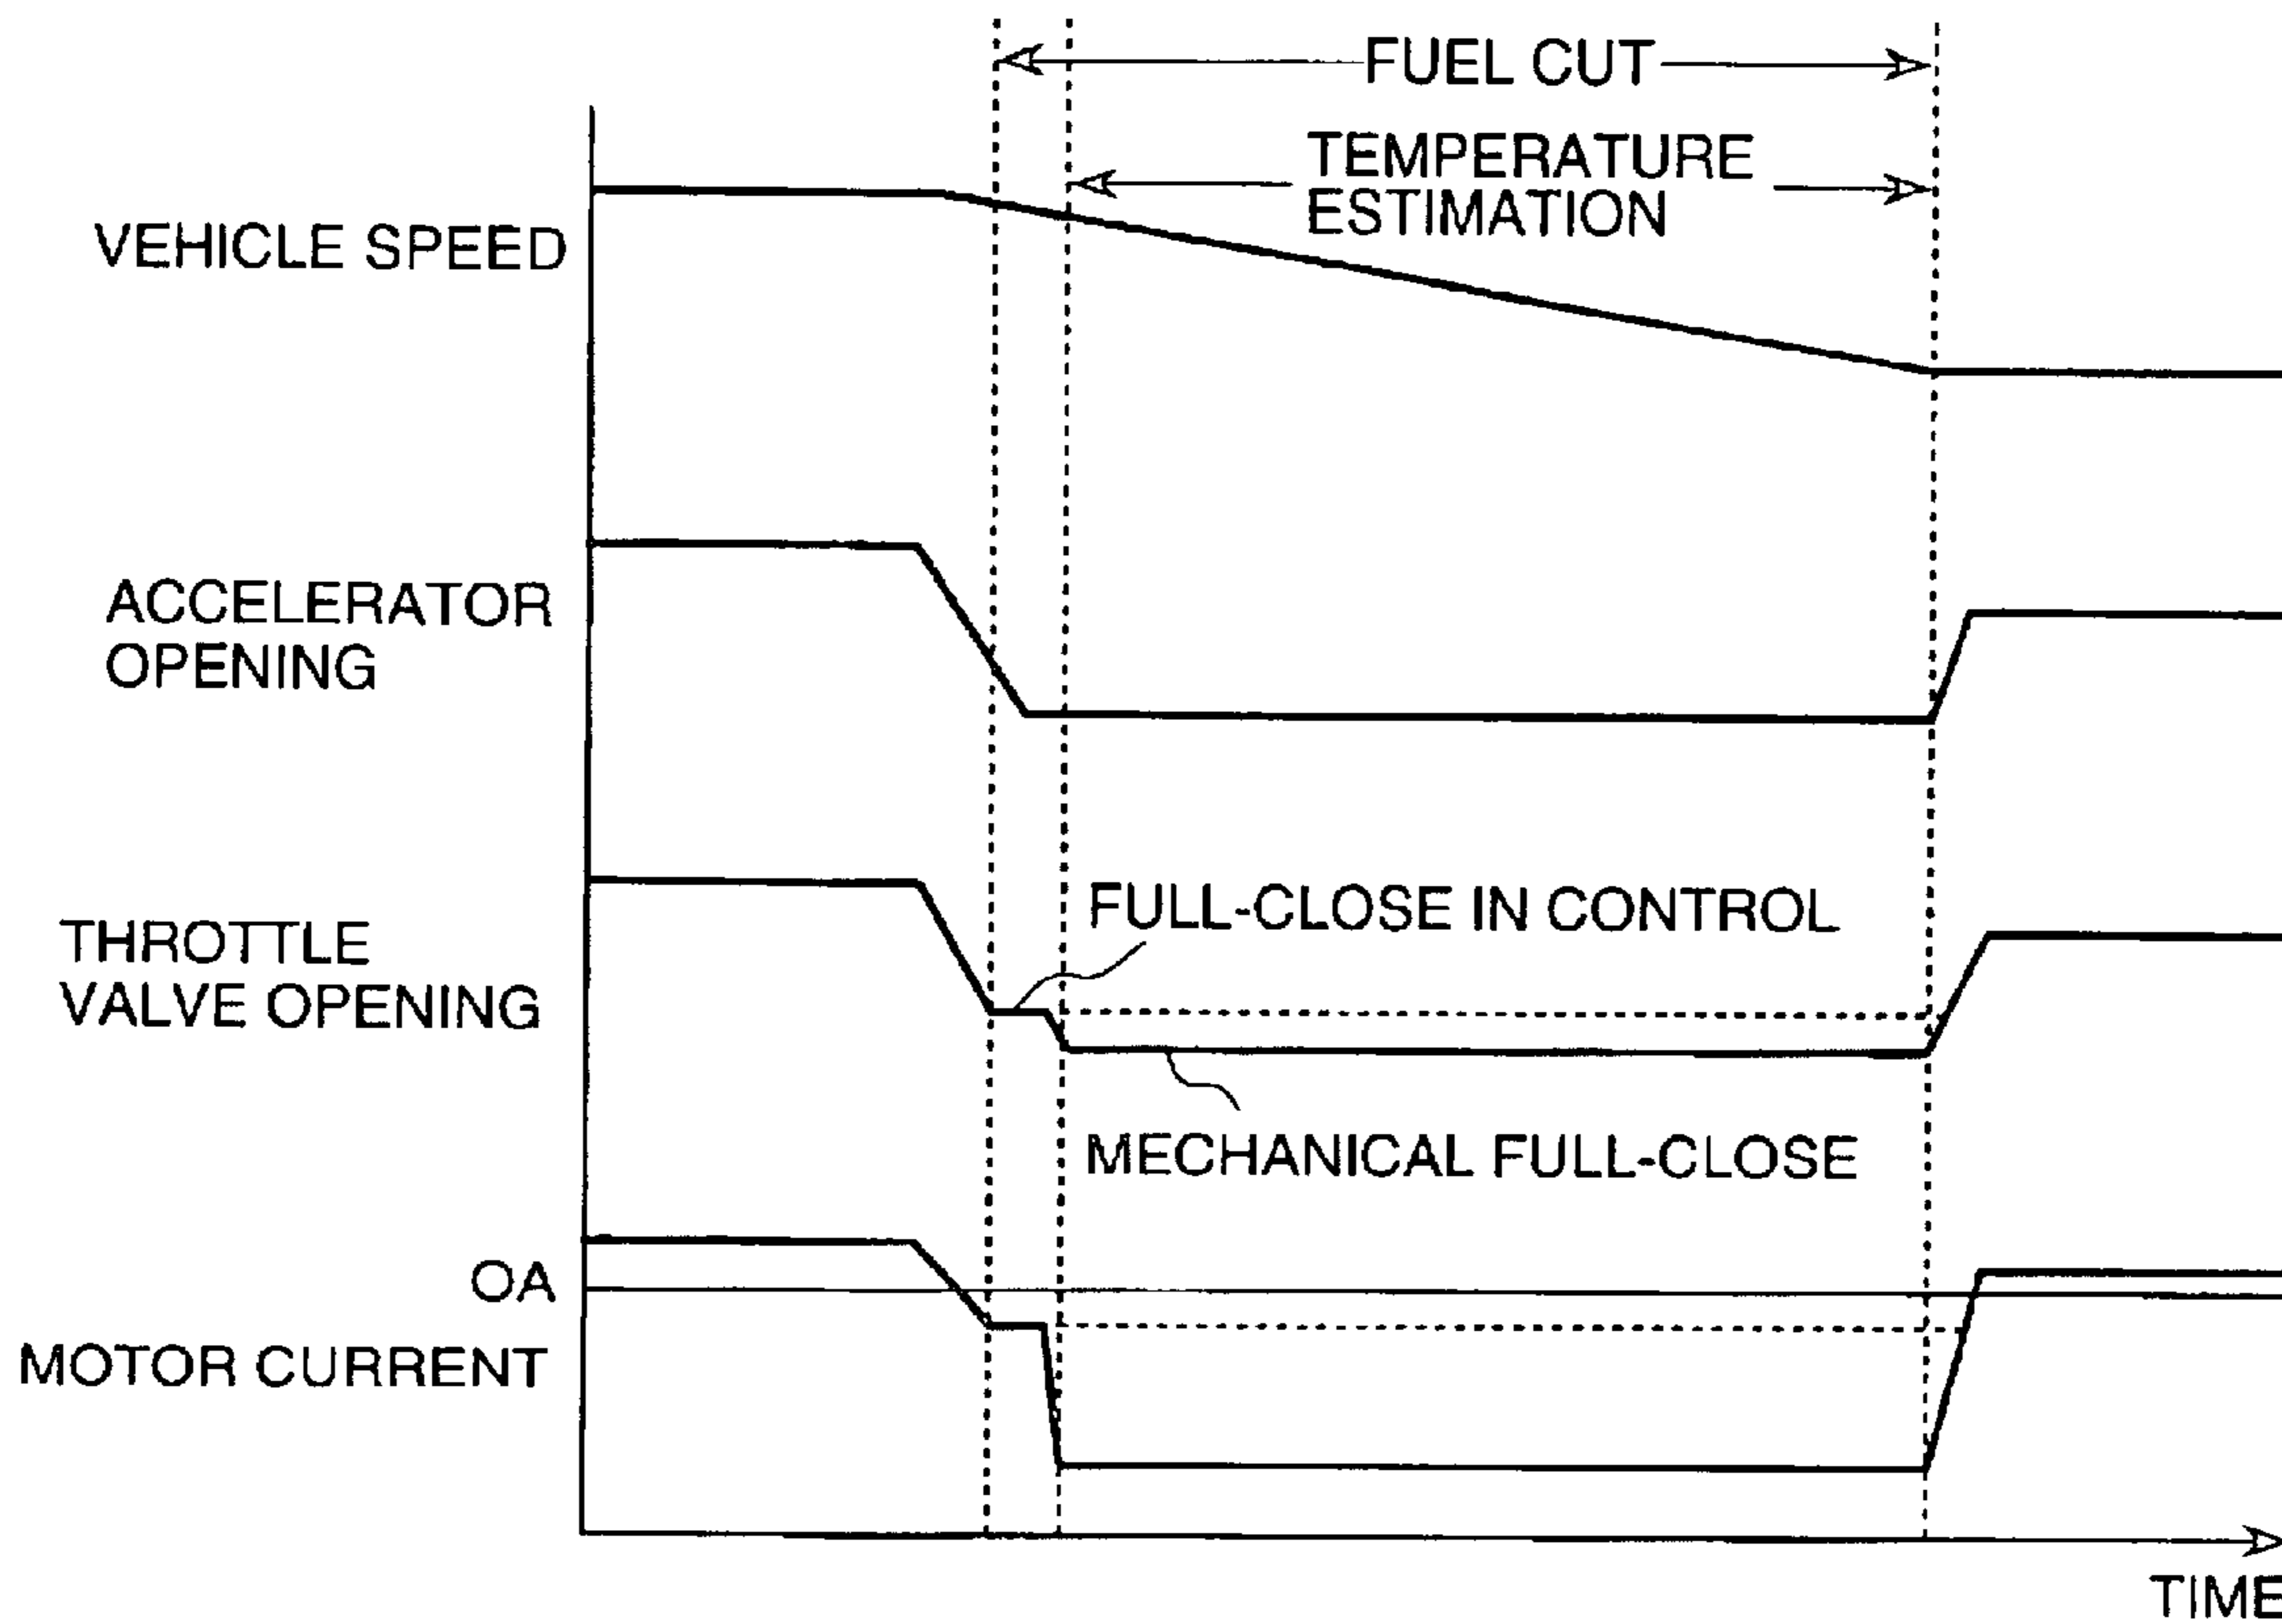 FUEL CUT
TEMPERATURE
ESTIMATION
VEHICLE SPEED
ACCELERATOR
OPENING
FULL-CLOSE IN CONTROL
THROTTLE
VALVE OPENING
MECHANICAL FULL-CLOSE
OA
MOTOR CURRENT
TIME